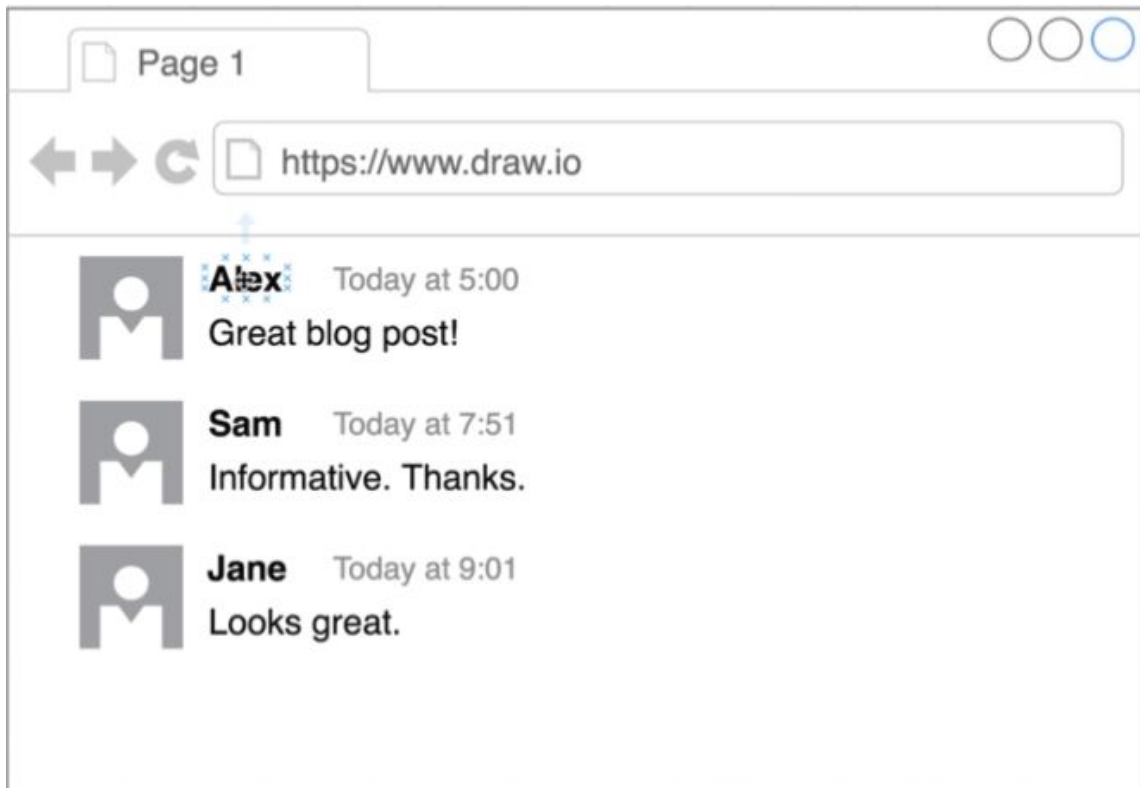 Page 1
https://www.draw.io
Alex Today at 5:00
Great blog post!
Sam Today at 7:51
Informative. Thanks.
Jane Today at 9:01
Looks great.